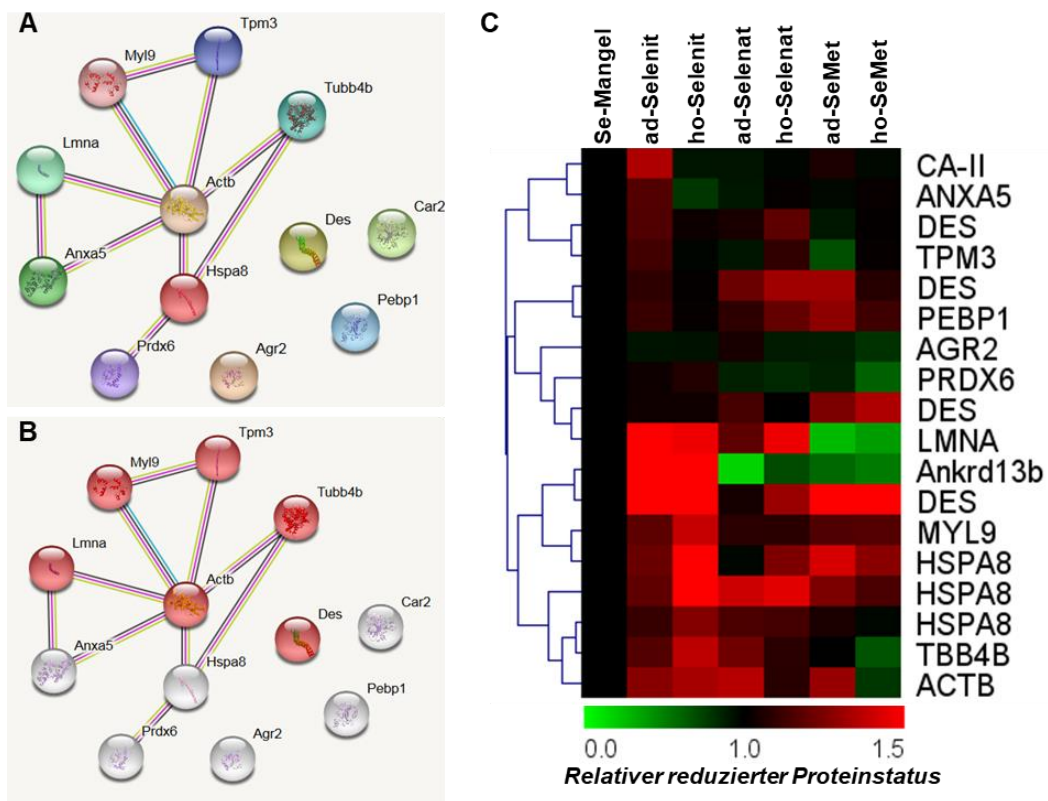 A
Tpm3
Myl9
Tubb4b
Lmna
Actb
Car2
Des
Anxa5
Hspa8
Pebp1
Prdx6
Agr2
B
Tpm3
Myl9
Tubb4b
Lmna
Actb
Car2
Des
Anxa5
Hspa8
Pebp1
Prdx6
Agr2
C
Se-Mangel
ad-Selenit
ho-Selenit
ad-Selenat
ho-Selenat
ad-SeMet
ho-SeMet
CA-II
ANXA5
DES
TPM3
DES
PEBP1
AGR2
PRDX6
DES
LMNA
Ankrd13b
DES
MYL9
HSPA8
HSPA8
HSPA8
TBB4B
ACTB
0.0 1.0 1.5
Relativer reduzierter Proteinstatus